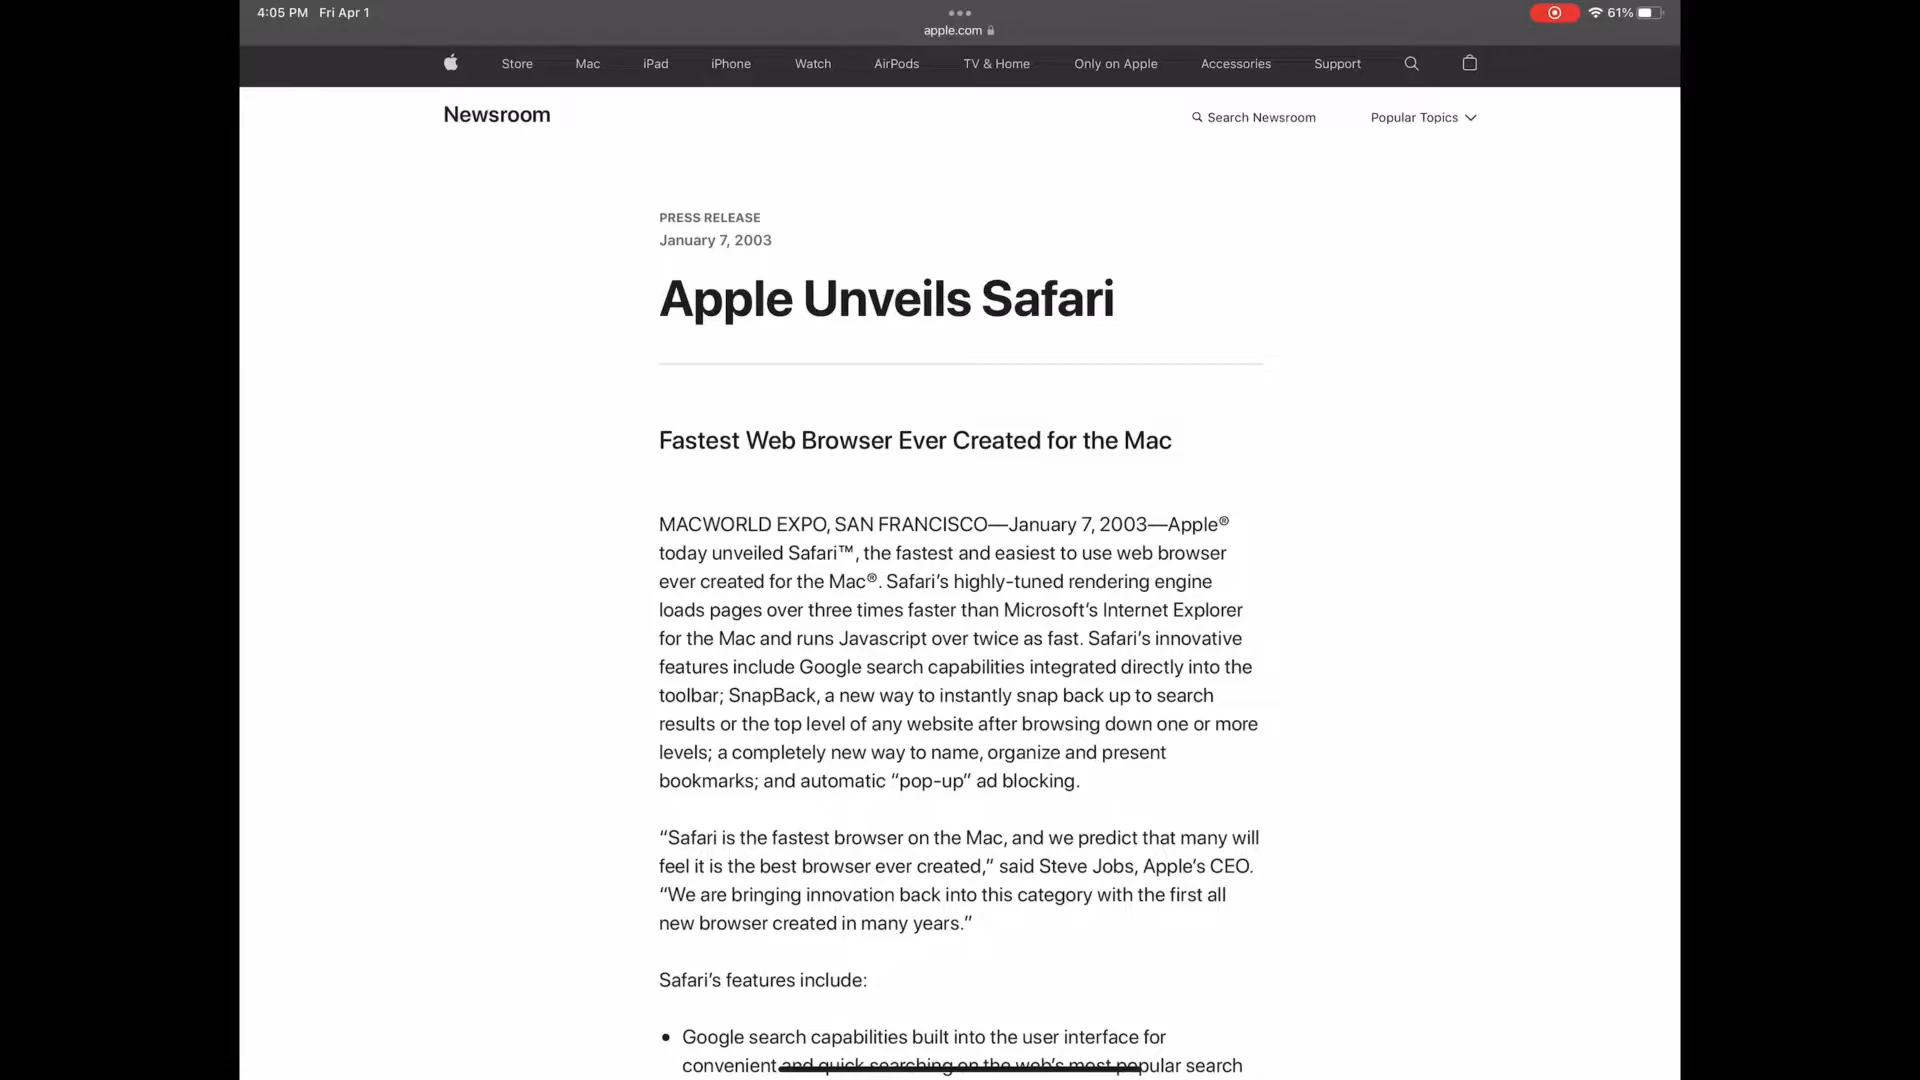 4:05 PM Fri Apr 1
61%
apple.com
Store Mac iPad iPhone Watch AirPods TV & Home Only on Apple Accessories Support
Newsroom
Search Newsroom Popular Topics
PRESS RELEASE
January 7, 2003
Apple Unveils Safari
Fastest Web Browser Ever Created for the Mac
MACWORLD EXPO, SAN FRANCISCO—January 7, 2003—Apple®
today unveiled Safari™, the fastest and easiest to use web browser
ever created for the Mac®. Safari’s highly-tuned rendering engine
loads pages over three times faster than Microsoft’s Internet Explorer
for the Mac and runs Javascript over twice as fast. Safari’s innovative
features include Google search capabilities integrated directly into the
toolbar; SnapBack, a new way to instantly snap back up to search
results or the top level of any website after browsing down one or more
levels; a completely new way to name, organize and present
bookmarks; and automatic “pop-up” ad blocking.
“Safari is the fastest browser on the Mac, and we predict that many will
feel it is the best browser ever created,” said Steve Jobs, Apple’s CEO.
“We are bringing innovation back into this category with the first all
new browser created in many years.”
Safari’s features include:
• Google search capabilities built into the user interface for
convenient and quick searching on the web’s most popular search